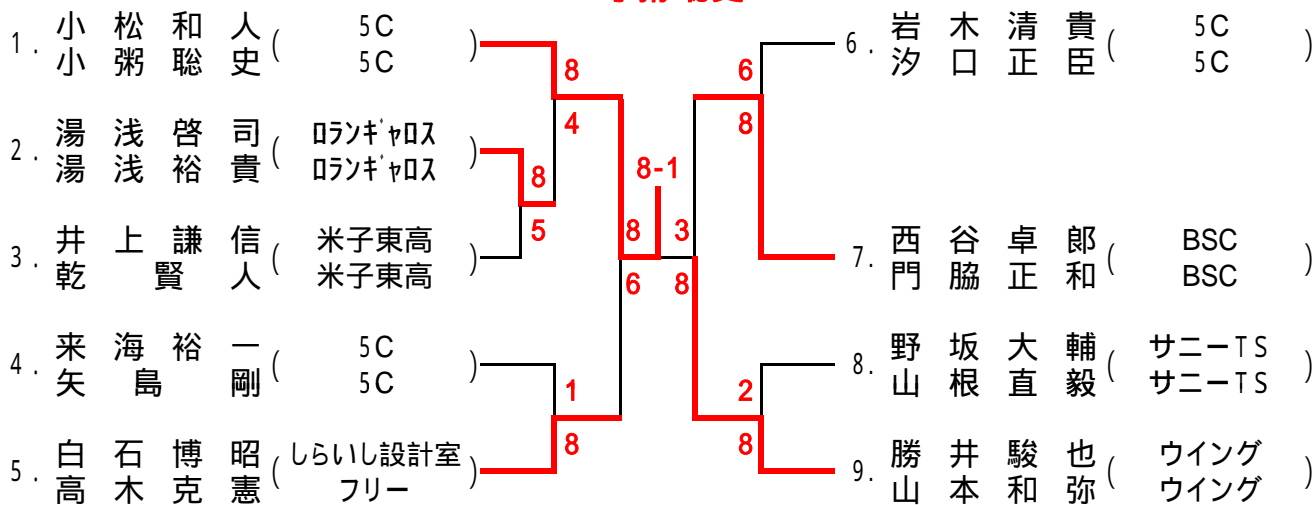 1. 小松和人 ( 5C )
小粥聡史 ( 5C )
2. 湯浅啓司 ( ﾛﾗﾝｷﾞｬﾛｽ )
湯浅裕貴 ( ﾛﾗﾝｷﾞｬﾛｽ )
3. 井上謙信 ( 米子東高 )
乾賢人 ( 米子東高 )
4. 来海裕一 ( 5C )
矢島剛 ( 5C )
5. 白石博昭 ( しらいし設計室 )
高木克憲 ( フリー )
8
4
8
5
1
8
8
6
8-1
3
8
6
8
2
8
6. 岩木清貴 ( 5C )
汐口正臣 ( 5C )
7. 西谷卓郎 ( BSC )
門脇正和 ( BSC )
8. 野坂大輔 ( サニーTS )
山根直毅 ( サニーTS )
9. 勝井駿也 ( ウイング )
山本和弥 ( ウイング )